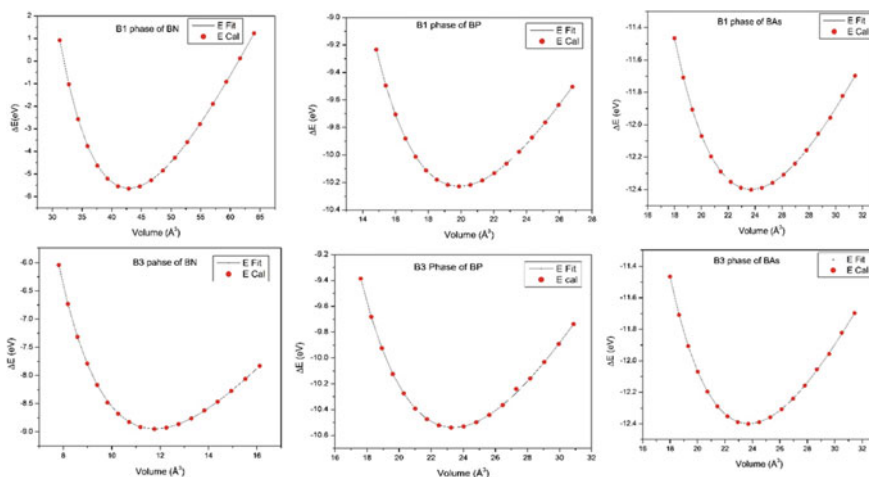 B1 phase of BN
E Fit
E Cal
2
1
0
-1
-2
-3
-4
-5
-6
ΔE(eV)
30 35 40 45 50 55 60 65
Volume (Å³)
B1 phase of BP
E Fit
E Cal
-9.2
-9.4
-9.6
-9.8
-10.0
-10.2
-10.4
ΔE (eV)
14 16 18 20 22 24 26 28
Volume (Å³)
B1 phase of BAs
E Fit
E Cal
-11.4
-11.6
-11.8
-12.0
-12.2
-12.4
ΔE (eV)
16 18 20 22 24 26 28 30 32
Volume (Å³)
B3 pahse of BN
E Fit
E Cal
-6.0
-6.5
-7.0
-7.5
-8.0
-8.5
-9.0
ΔE (eV)
8 10 12 14 16
Volume (Å³)
B3 Phase of BP
E Fit
E cal
-9.2
-9.4
-9.6
-9.8
-10.0
-10.2
-10.4
-10.6
ΔE (eV)
16 18 20 22 24 26 28 30 32
Volume (Å³)
B3 phase of BAs
E Fit
E Cal
-11.4
-11.6
-11.8
-12.0
-12.2
-12.4
ΔE (eV)
16 18 20 22 24 26 28 30 32
Volume (Å³)